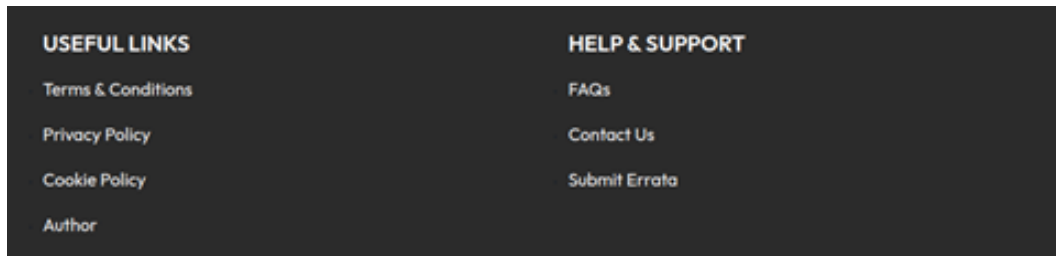 USEFUL LINKS
Terms & Conditions
Privacy Policy
Cookie Policy
Author
HELP & SUPPORT
FAQs
Contact Us
Submit Errata